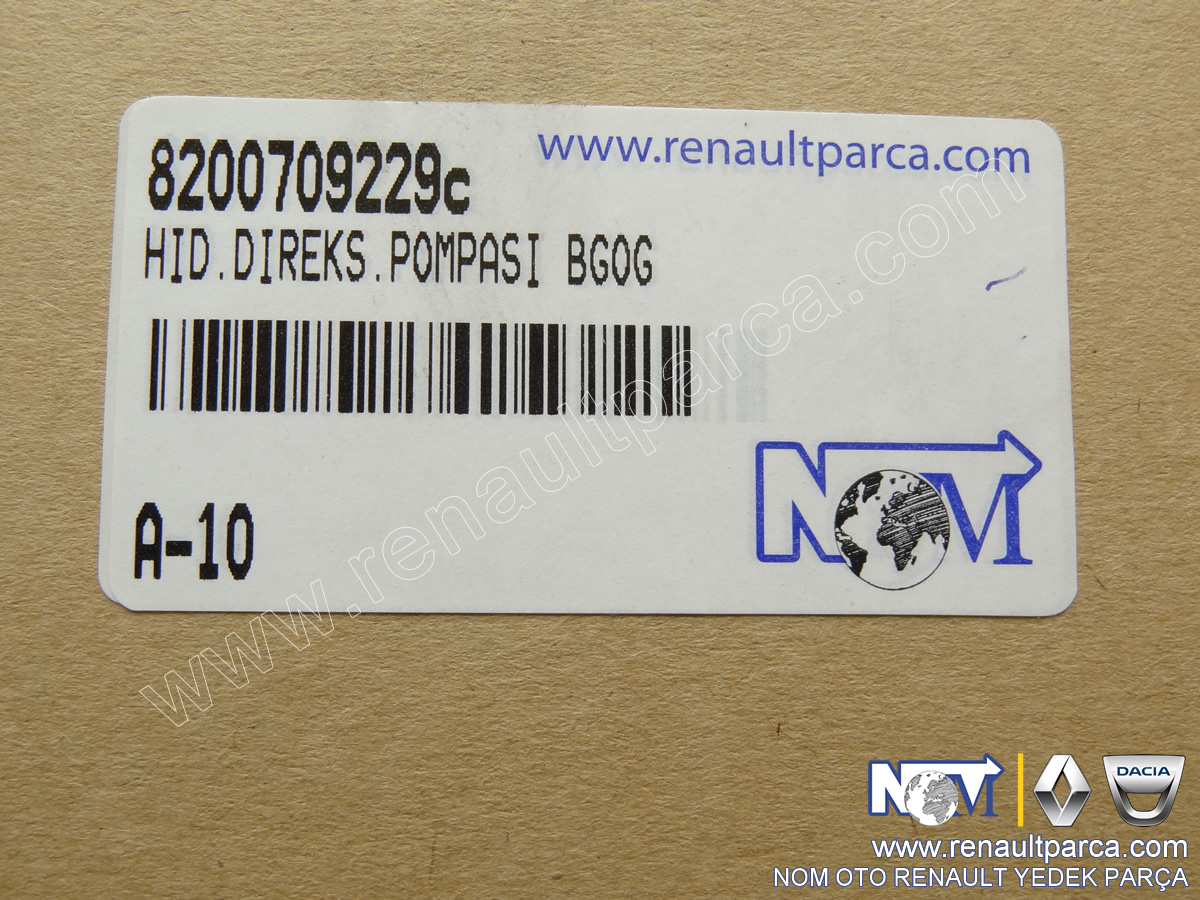 www.renaultparca.com
8200709229c
HID.DIREKS.POMPASI BGOG
A-10
NOM
www.renaultparca.com
NOM
DACIA
www.renaultparca.com
NOM OTO RENAULT YEDEK PARÇA